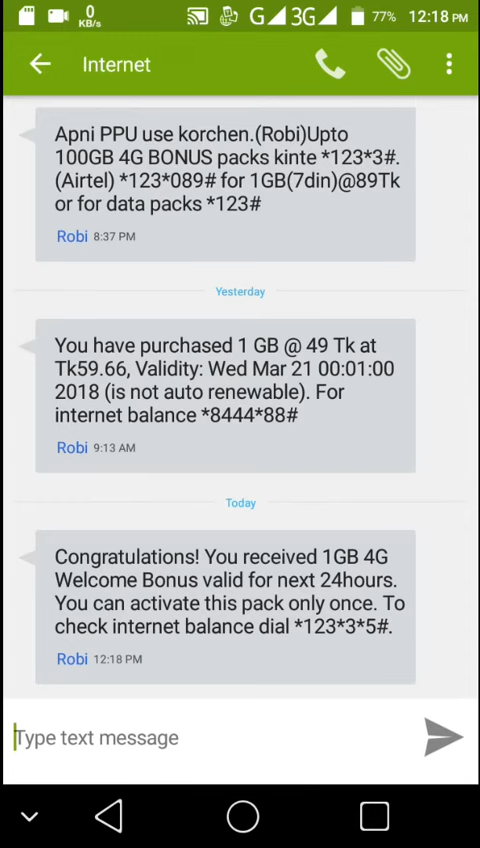 0
KB/s
G
3G
77%
12:18 PM
Internet
Apni PPU use korchen.(Robi)Upto
100GB 4G BONUS packs kinte *123*3#.
(Airtel) *123*089# for 1GB(7din)@89Tk
or for data packs *123#
Robi 8:37 PM
Yesterday
You have purchased 1 GB @ 49 Tk at
Tk59.66, Validity: Wed Mar 21 00:01:00
2018 (is not auto renewable). For
internet balance *8444*88#
Robi 9:13 AM
Today
Congratulations! You received 1GB 4G
Welcome Bonus valid for next 24hours.
You can activate this pack only once. To
check internet balance dial *123*3*5#.
Robi 12:18 PM
Type text message